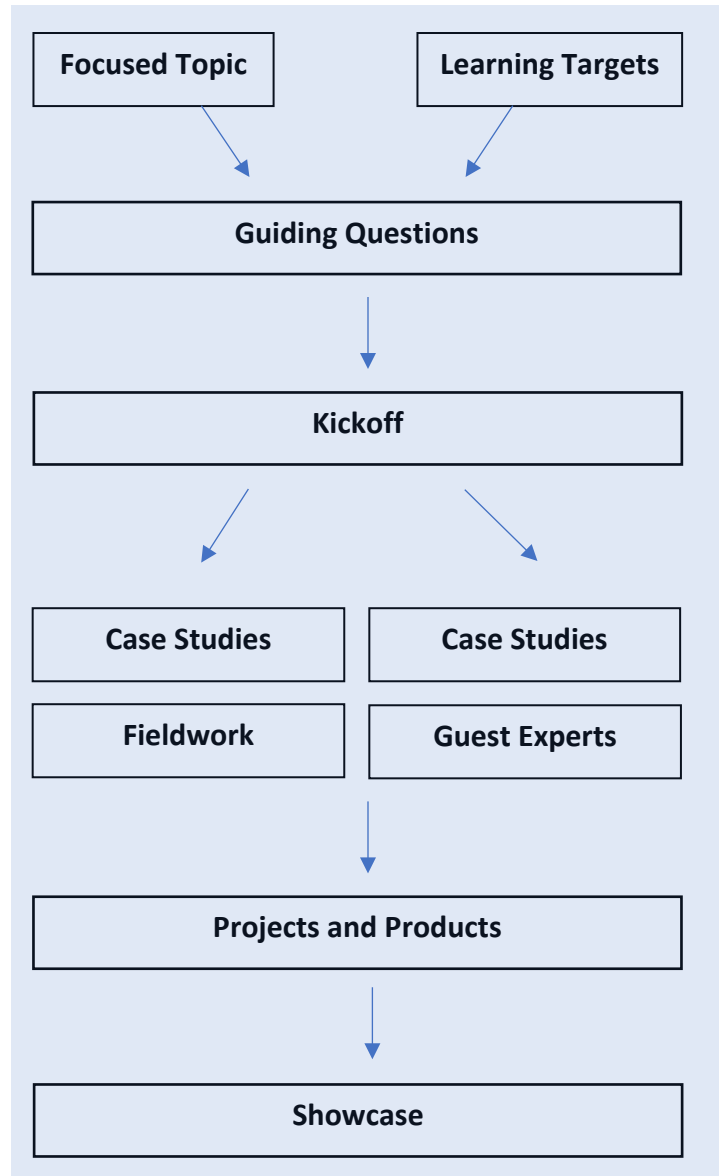 Focused Topic
Learning Targets
Guiding Questions
Kickoff
Case Studies
Case Studies
Fieldwork
Guest Experts
Projects and Products
Showcase